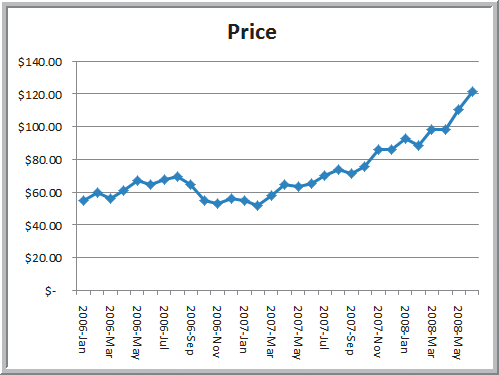 Price
$140.00
$120.00
$100.00
$80.00
$60.00
$40.00
$20.00
$-
2006-Jan
2006-Mar
2006-May
2006-Jul
2006-Sep
2006-Nov
2007-Jan
2007-Mar
2007-May
2007-Jul
2007-Sep
2007-Nov
2008-Jan
2008-Mar
2008-May